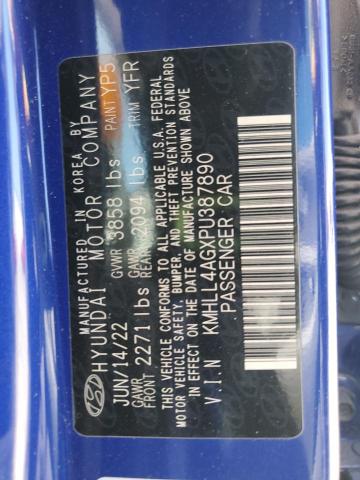 MANUFACTURED IN KOREA BY
HYUNDAI MOTOR COMPANY
JUN/14/22 GVWR 3858 lbs PAINT YP5
GAWR FRONT 2271 lbs GAWR REAR 2094 lbs TRIM YFR
THIS VEHICLE CONFORMS TO ALL APPLICABLE U.S.A. FEDERAL
MOTOR VEHICLE SAFETY, BUMPER, AND THEFT PREVENTION STANDARDS
IN EFFECT ON THE DATE OF MANUFACTURE SHOWN ABOVE
V.I.N KMHLL4AGXPU387890
PASSENGER CAR